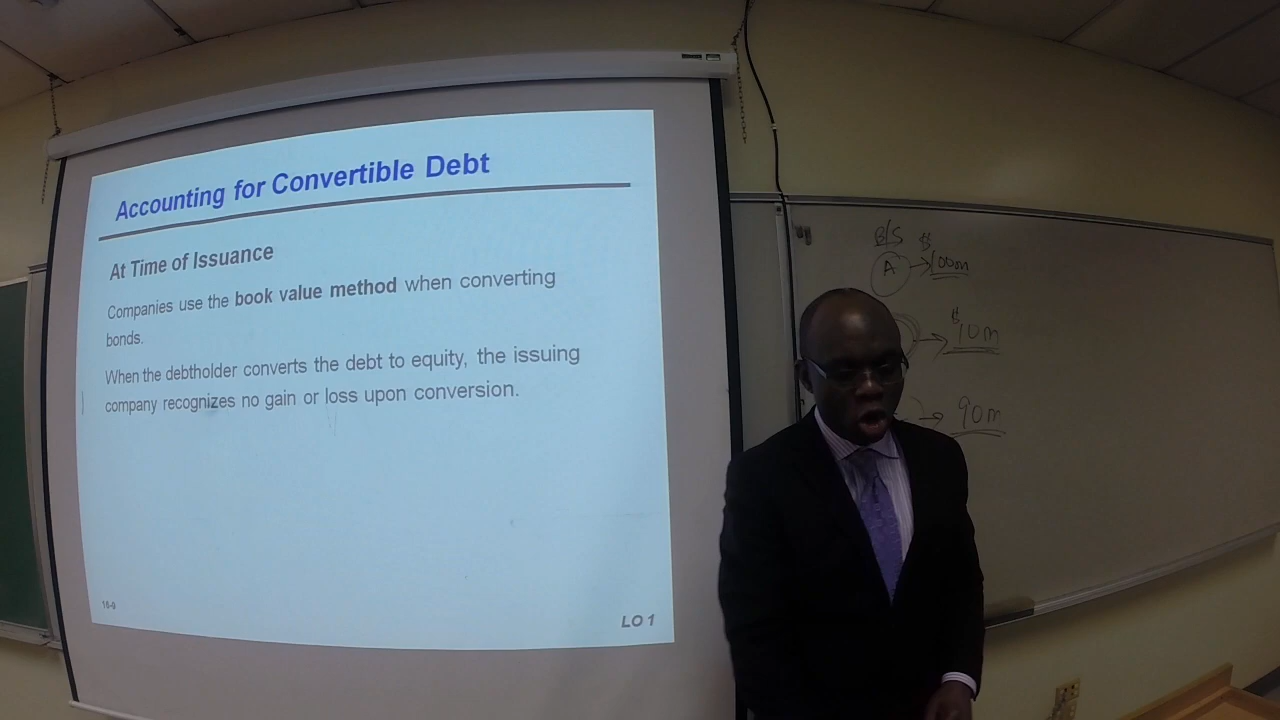 Accounting for Convertible Debt
At Time of Issuance
Companies use the book value method when converting
bonds.
When the debtholder converts the debt to equity, the issuing
company recognizes no gain or loss upon conversion.
16-9
LO 1
B/S $
A → 100m
→ $10m
→ 90m